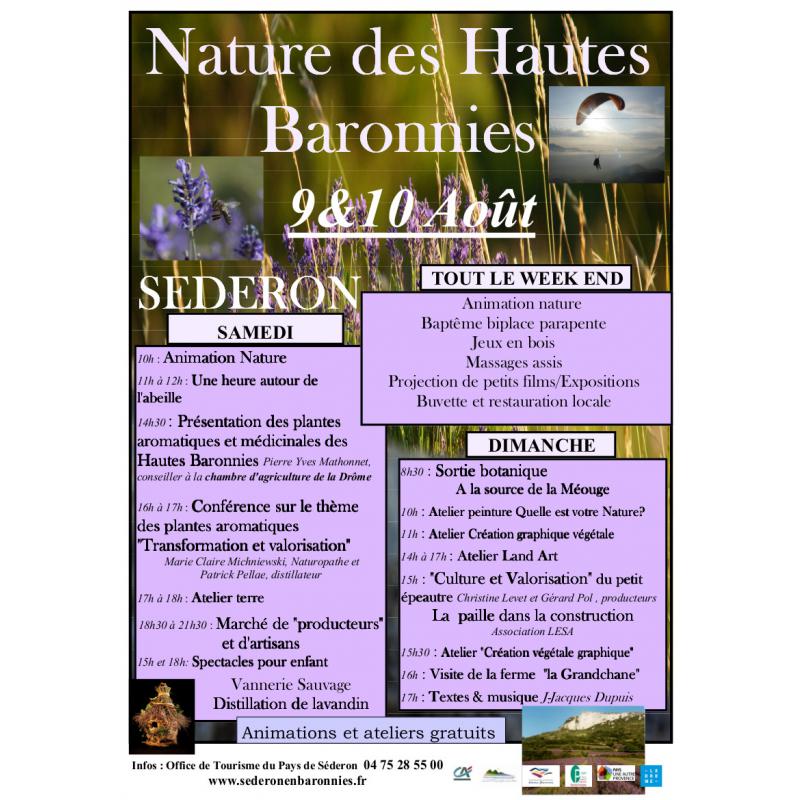 Nature des Hautes
Baronnies
9&10 Août
SEDERON
TOUT LE WEEK END
Animation nature
Baptême biplace parapente
Jeux en bois
Massages assis
Projection de petits films/Expositions
Buvette et restauration locale
SAMEDI
10h : Animation Nature
11h à 12h : Une heure autour de
l'abeille
14h30 : Présentation des plantes
aromatiques et médicinales des
Hautes Baronnies Pierre Yves Mathonnet,
conseiller à la chambre d'agriculture de la Drôme
16h à 17h : Conférence sur le thème
des plantes aromatiques
"Transformation et valorisation"
Marie Claire Michniewski, Naturopathe et
Patrick Pellae, distillateur
17h à 18h : Atelier terre
18h30 à 21h30 : Marché de "producteurs"
et d'artisans
15h et 18h: Spectacles pour enfant
Vannerie Sauvage
Distillation de lavandin
DIMANCHE
8h30 : Sortie botanique
A la source de la Méouge
10h : Atelier peinture Quelle est votre Nature?
11h : Atelier Création graphique végétale
14h à 17h : Atelier Land Art
15h : "Culture et Valorisation" du petit
épeautre Christine Levet et Gérard Pol , producteurs
La paille dans la construction
Association LESA
15h30 : Atelier "Création végétale graphique"
16h : Visite de la ferme "la Grandchane"
17h : Textes & musique J-Jacques Dupuis
Animations et ateliers gratuits
Infos : Office de Tourisme du Pays de Séderon 04 75 28 55 00
www.sederonenbaronnies.fr